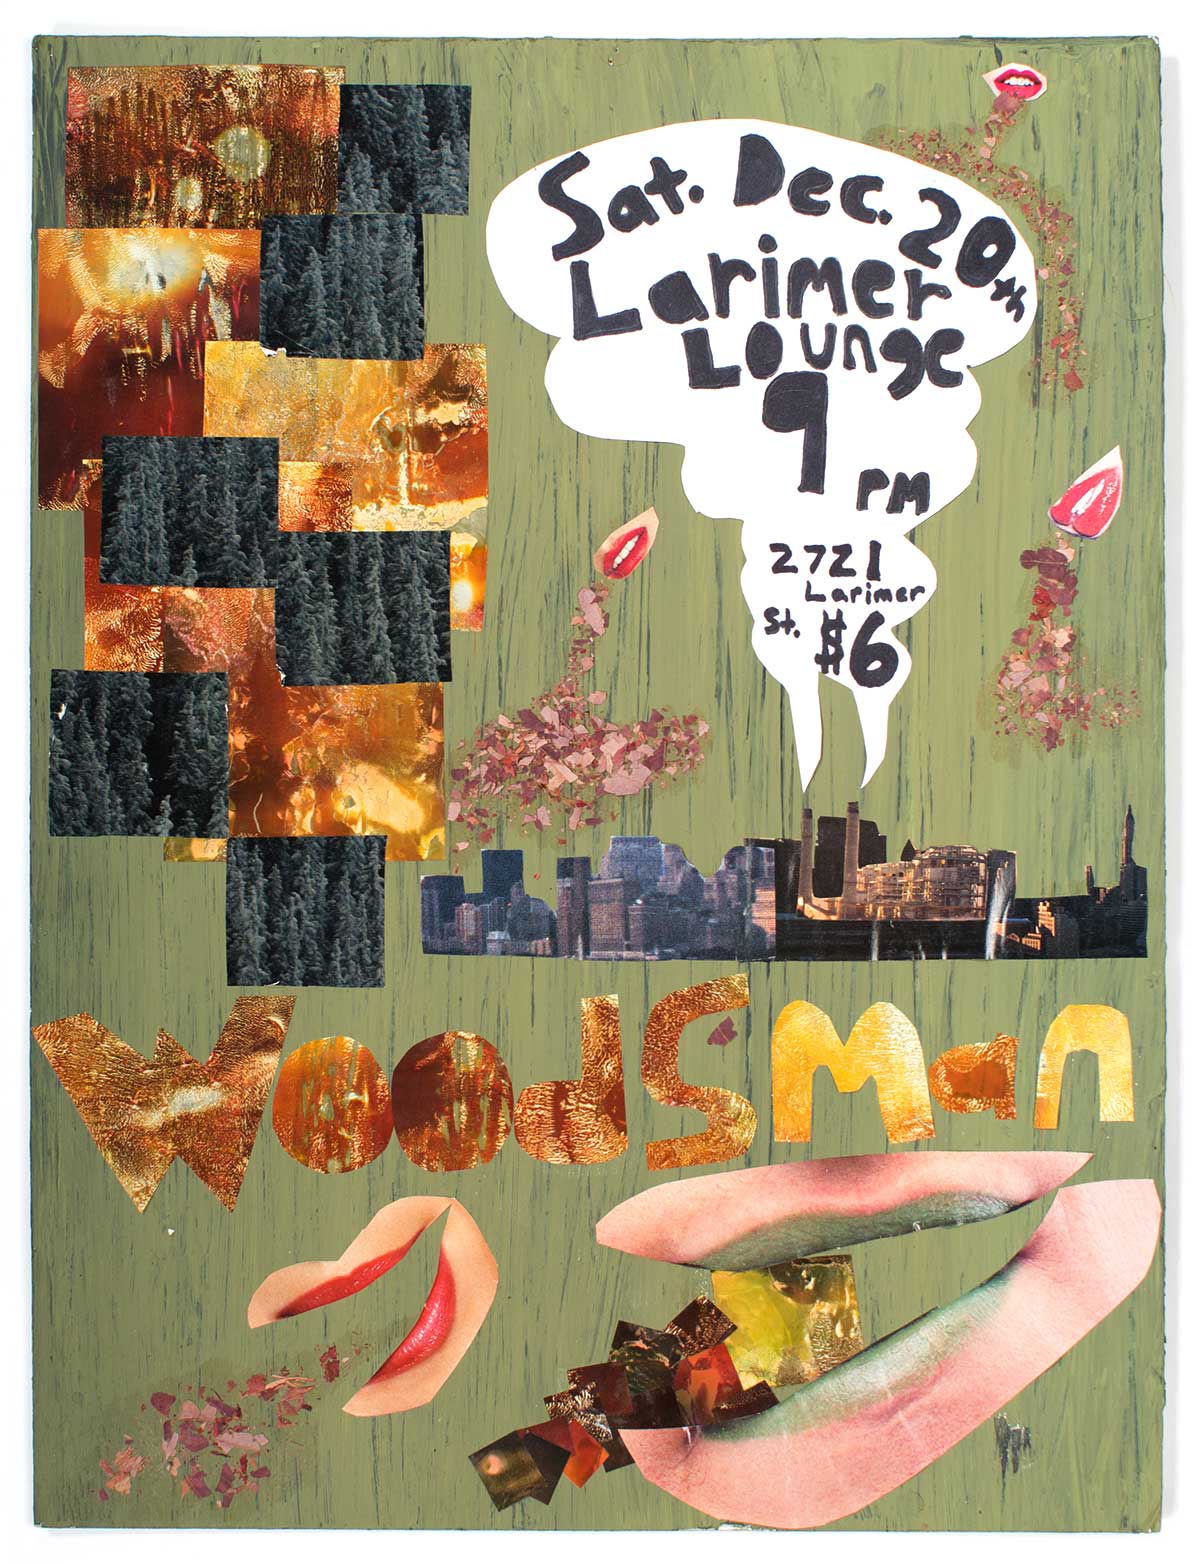 Sat. Dec. 20th
Larimer
Lounge
9
PM
2721
Larimer
St. $6
WoodSMan